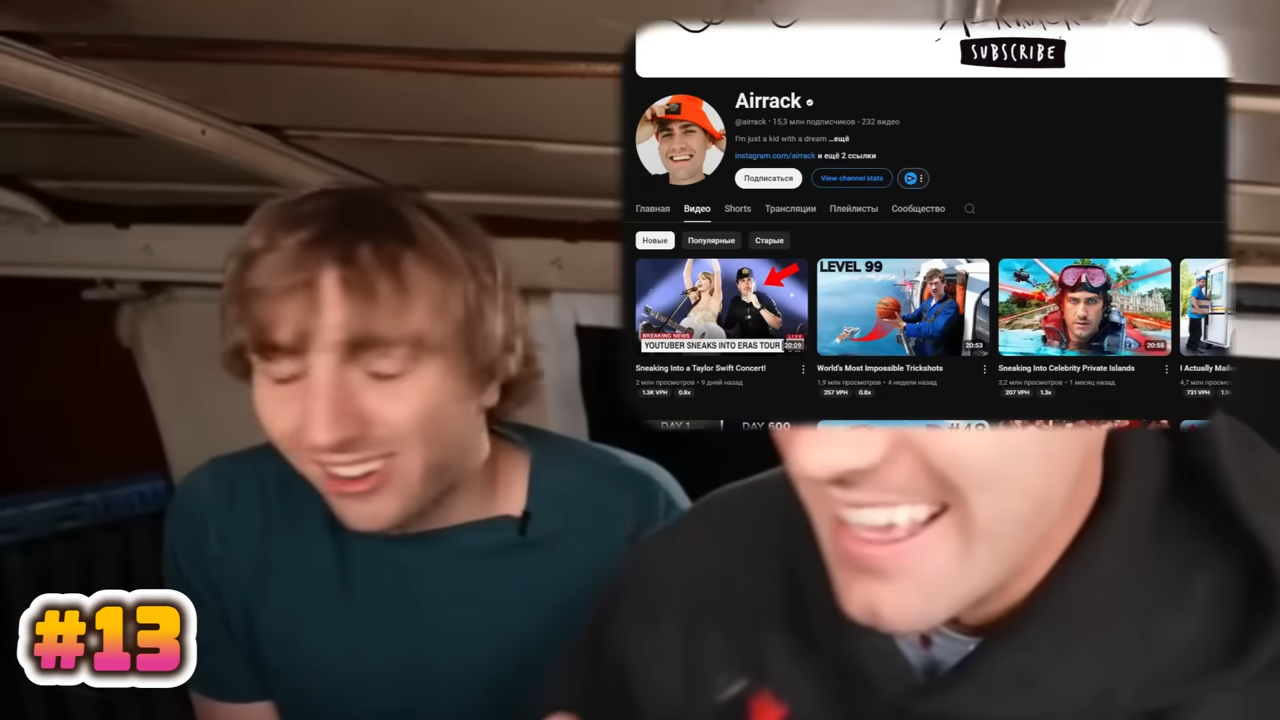 SUBSCRIBE
Airrack
@airrack · 15,3 млн подписчиков · 232 видео
I'm just a kid with a dream ...ещё
instagram.com/airrack и ещё 2 ссылки
Подписаться
View channel stats
Главная Видео Shorts Трансляции Плейлисты Сообщество
Новые Популярные Старые
LEVEL 99
BREAKING NEWS
LIVE
YOUTUBER SNEAKS INTO ERAS TOUR
20:09
20:53
20:55
Sneaking Into a Taylor Swift Concert! World's Most Impossible Trickshots Sneaking Into Celebrity Private Islands I Actually
2 млн просмотров · 9 дней назад 1,9 млн просмотров · 4 недели назад 3,2 млн просмотров · 1 месяц назад 4,7 млн
1.3K VPH 0.8x 257 VPH 0.8x 207 VPH 1.3x 731 VPH
DAY 1 DAY 600
#13